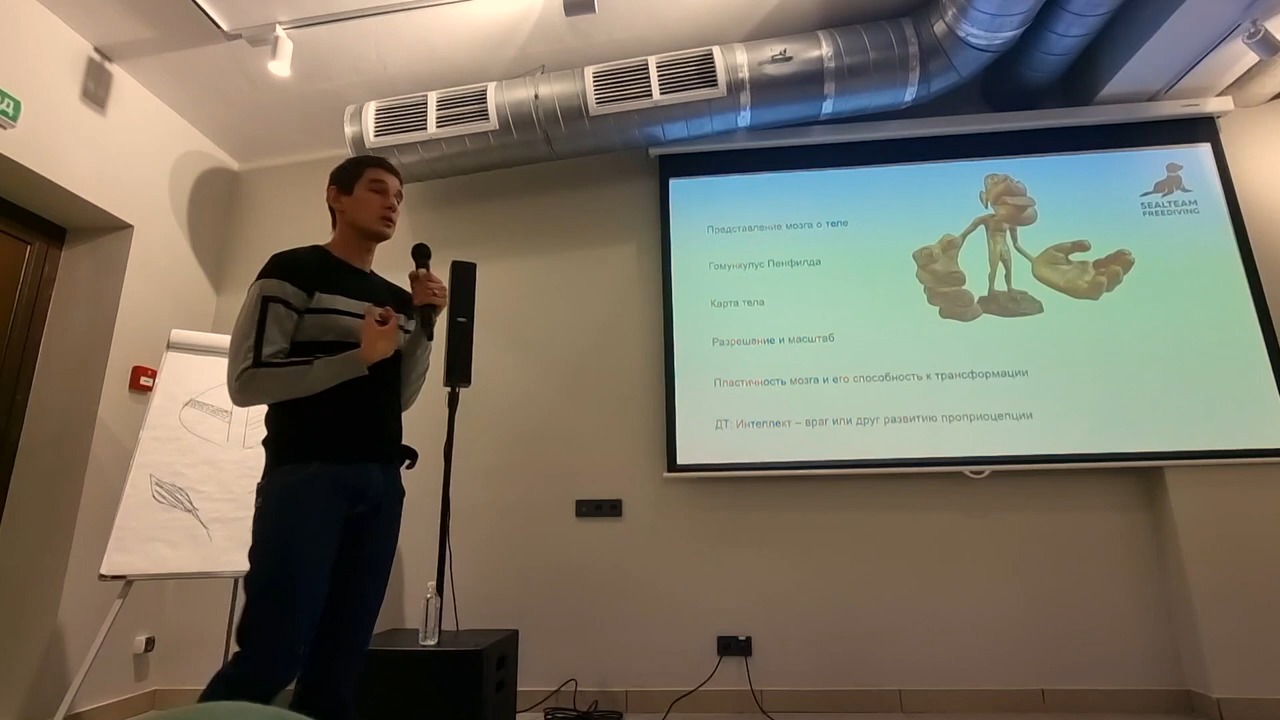 Д
Представление мозга о теле
Гомункулус Пенфилда
Карта тела
Разрешение и масштаб
Пластичность мозга и его способность к трансформации
ДТ: Интеллект – враг или друг развитию проприоцепции
SEALTEAM
FREEDIVING